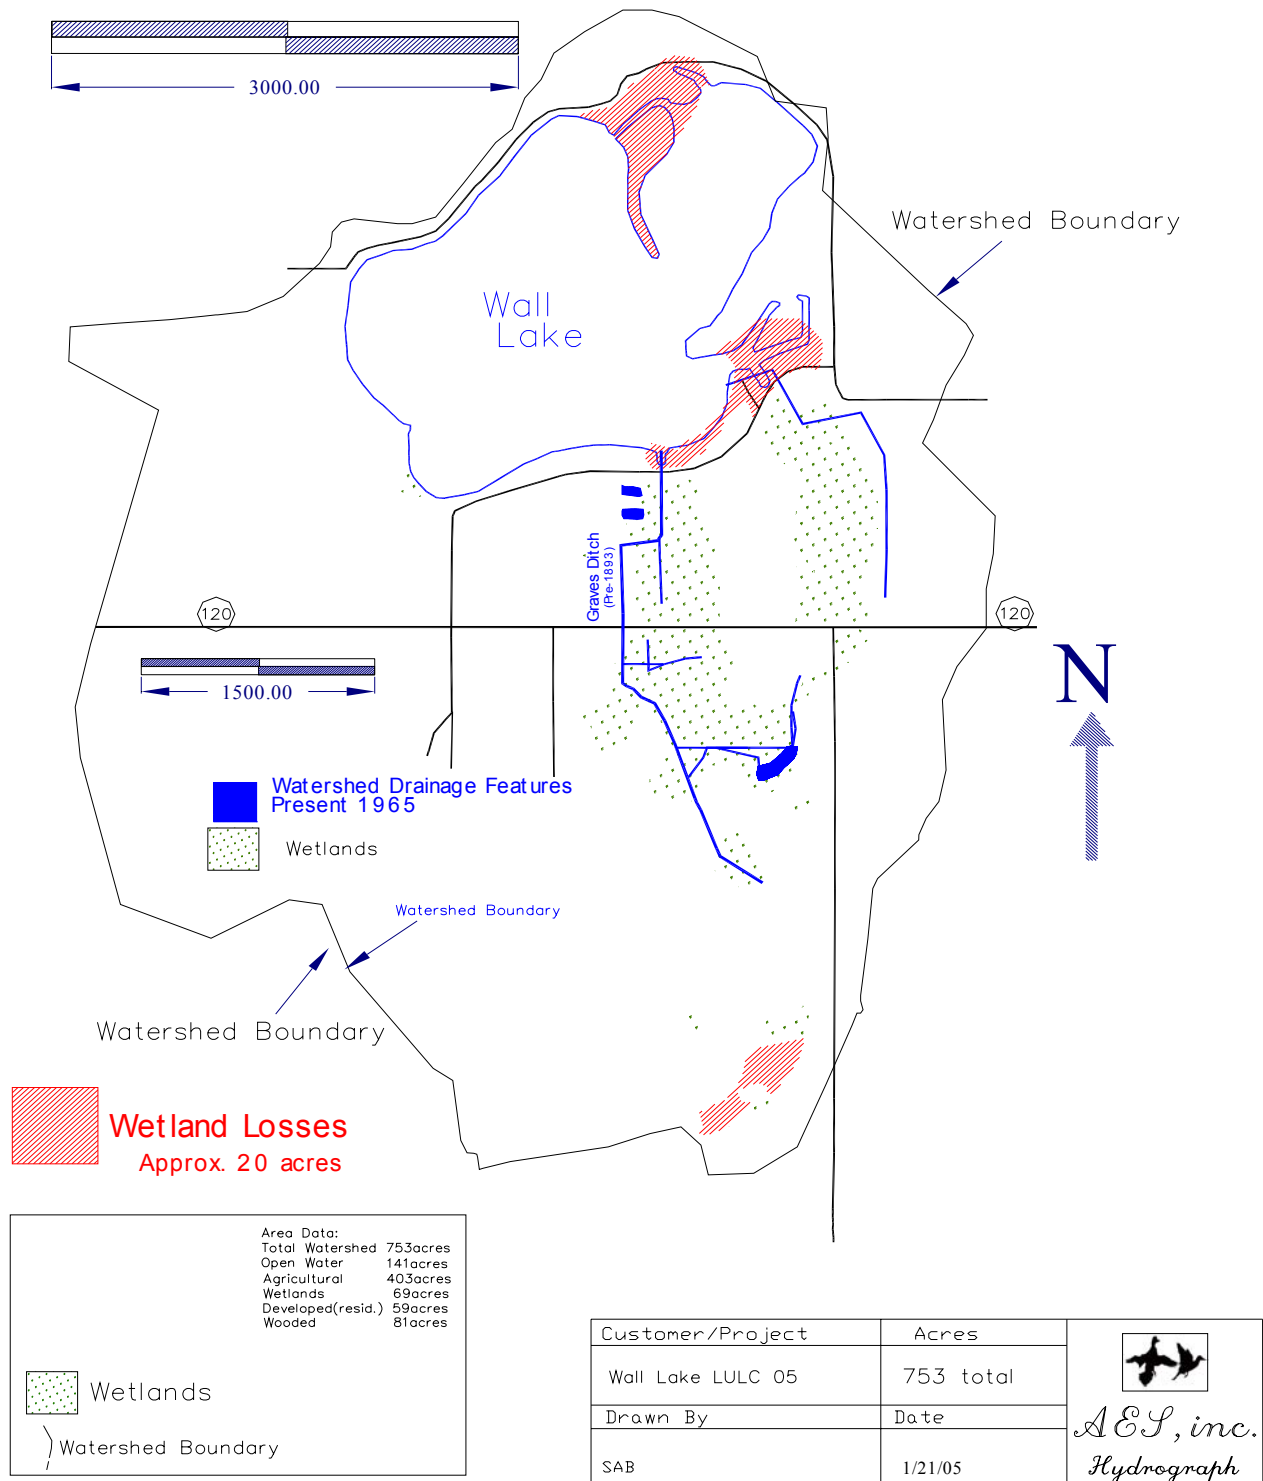 3000.00
Watershed Boundary
Wall
Lake
Graves Ditch
(Pre-1893)
120
120
1500.00
N
Watershed Drainage Features
Present 1965
Wetlands
Watershed Boundary
Watershed Boundary
Wetland Losses
Approx. 20 acres
Area Data:
Total Watershed 753acres
Open Water 141acres
Agricultural 403acres
Wetlands 69acres
Developed(resid.) 59acres
Wooded 81acres
Wetlands
Watershed Boundary
Customer/Project Acres
Wall Lake LULC 05 753 total
Drawn By Date
SAB 1/21/05
AES, inc.
Hydrograph